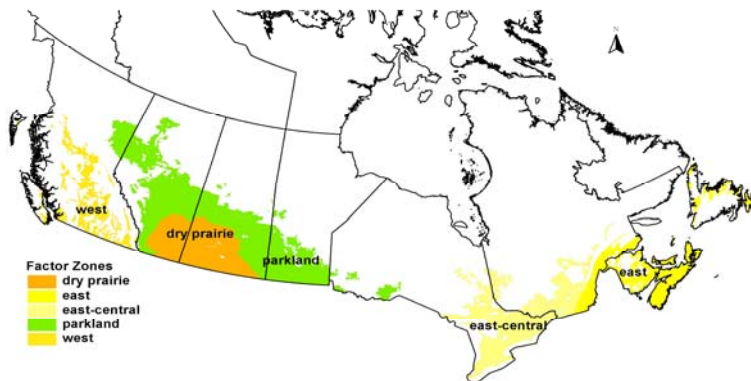 N
west
dry prairie
parkland
east
east-central
Factor Zones
dry prairie
east
east-central
parkland
west